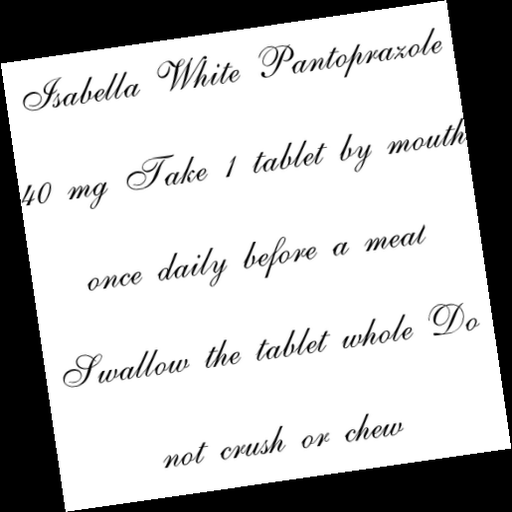 Isabella White Pantoprazole
40 mg Take 1 tablet by mouth
once daily before a meal
Swallow the tablet whole Do
not crush or chew